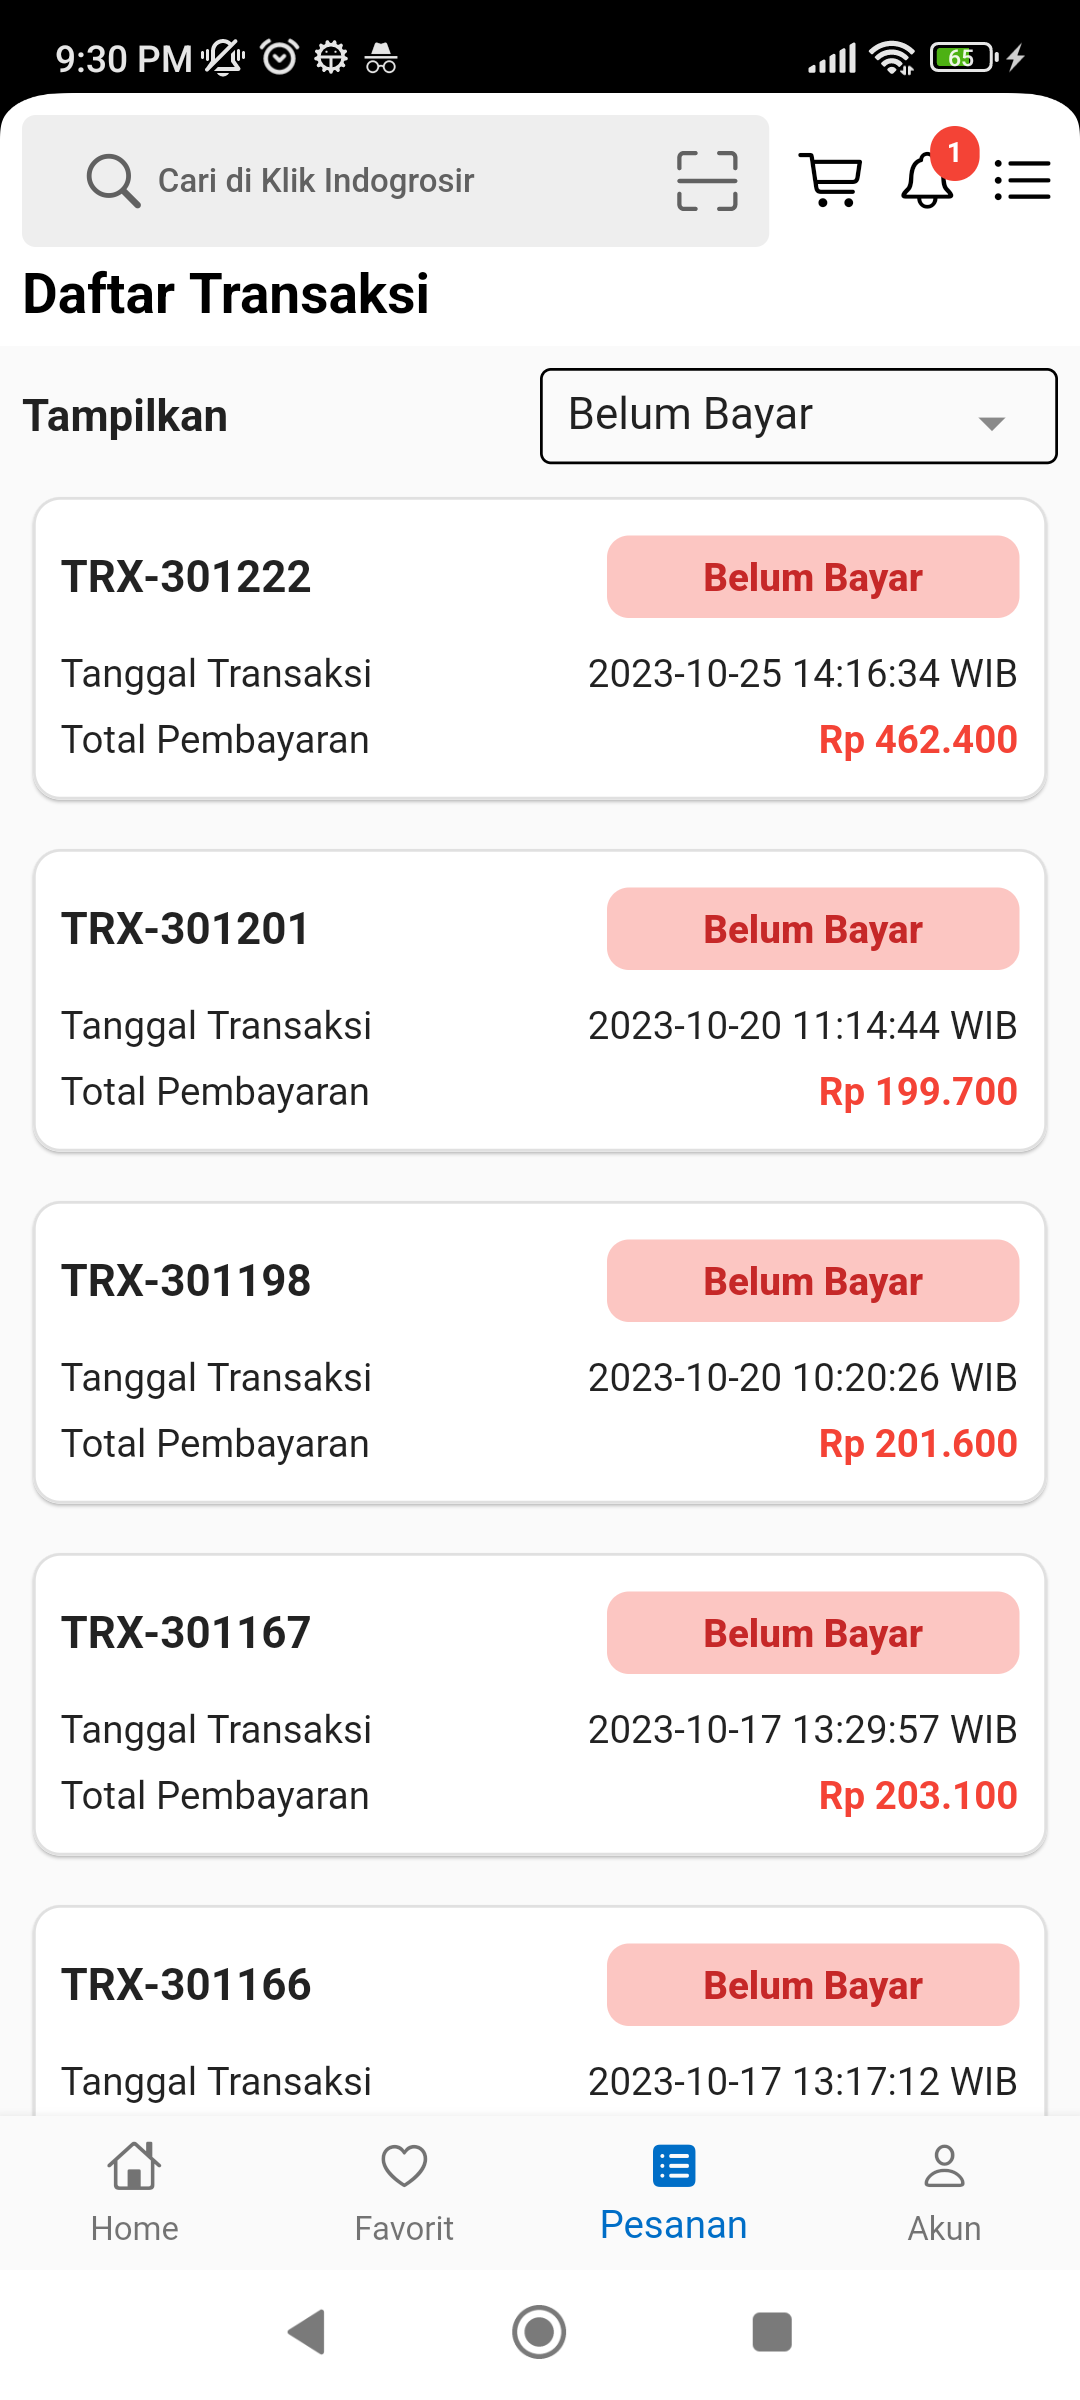 9:30 PM
65
Cari di Klik Indogrosir
1
Daftar Transaksi
Tampilkan
Belum Bayar
TRX-301222
Belum Bayar
Tanggal Transaksi 2023-10-25 14:16:34 WIB
Total Pembayaran Rp 462.400
TRX-301201
Belum Bayar
Tanggal Transaksi 2023-10-20 11:14:44 WIB
Total Pembayaran Rp 199.700
TRX-301198
Belum Bayar
Tanggal Transaksi 2023-10-20 10:20:26 WIB
Total Pembayaran Rp 201.600
TRX-301167
Belum Bayar
Tanggal Transaksi 2023-10-17 13:29:57 WIB
Total Pembayaran Rp 203.100
TRX-301166
Belum Bayar
Tanggal Transaksi 2023-10-17 13:17:12 WIB
Home
Favorit
Pesanan
Akun